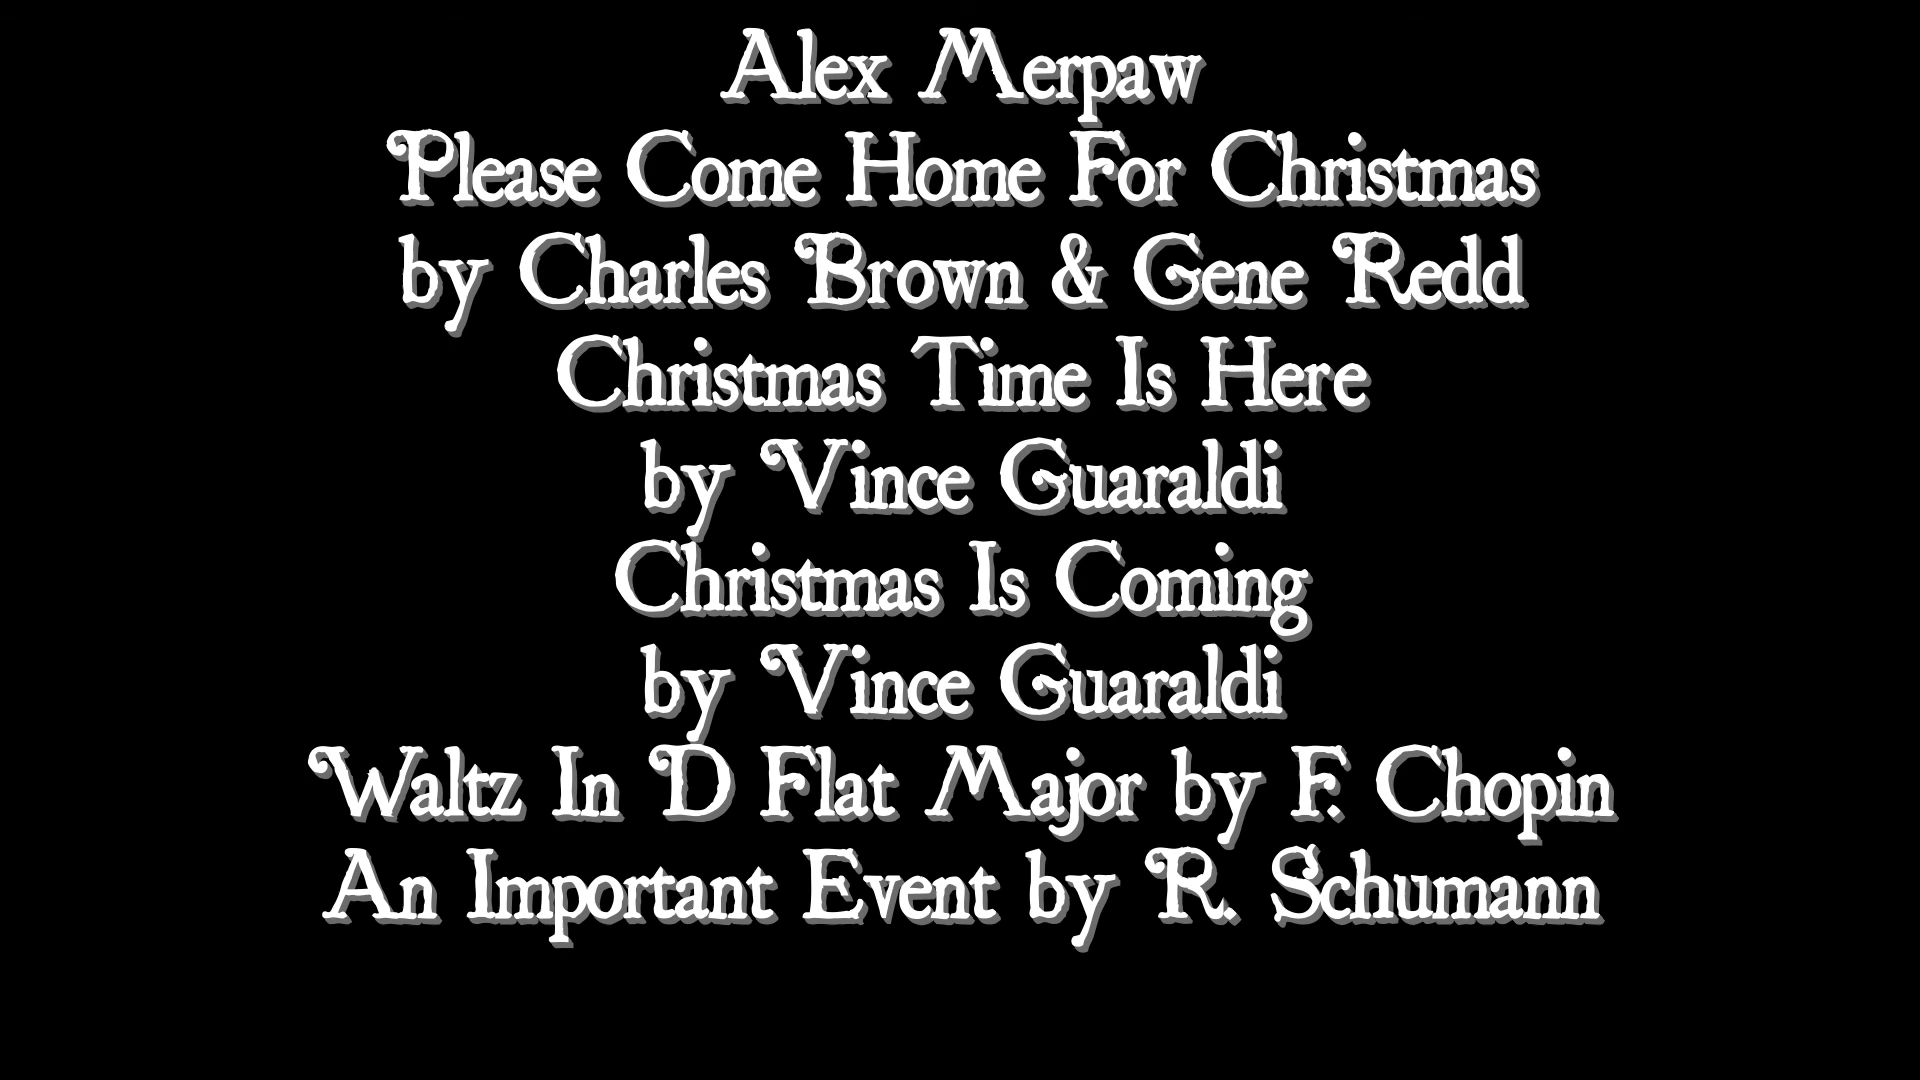 Alex Merpaw
Please Come Home For Christmas
by Charles Brown & Gene Redd
Christmas Time Is Here
by Vince Guaraldi
Christmas Is Coming
by Vince Guaraldi
Waltz In D Flat Major by F. Chopin
An Important Event by R. Schumann